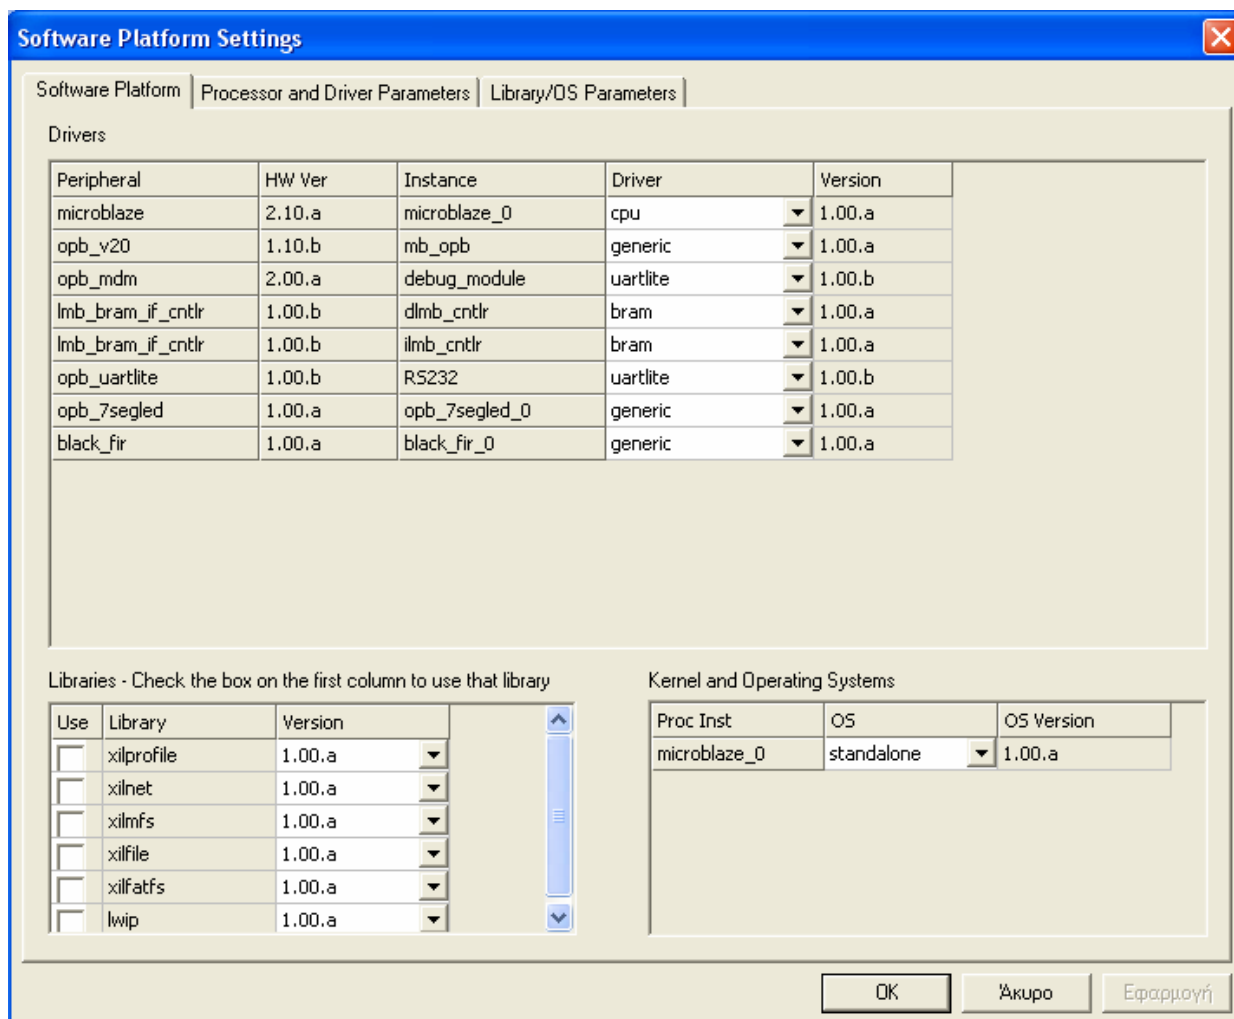 Software Platform Settings
Software Platform Processor and Driver Parameters Library/OS Parameters
Drivers
Peripheral HW Ver Instance Driver Version
microblaze 2.10.a microblaze_0 cpu 1.00.a
opb_v20 1.10.b mb_opb generic 1.00.a
opb_mdm 2.00.a debug_module uartlite 1.00.b
lmb_bram_if_cntlr 1.00.b dlmb_cntlr bram 1.00.a
lmb_bram_if_cntlr 1.00.b ilmb_cntlr bram 1.00.a
opb_uartlite 1.00.b RS232 uartlite 1.00.b
opb_7segled 1.00.a opb_7segled_0 generic 1.00.a
black_fir 1.00.a black_fir_0 generic 1.00.a
Libraries - Check the box on the first column to use that library
Use Library Version
xilprofile 1.00.a
xilnet 1.00.a
xilmfs 1.00.a
xilfile 1.00.a
xilfatfs 1.00.a
lwip 1.00.a
Kernel and Operating Systems
Proc Inst OS OS Version
microblaze_0 standalone 1.00.a
OK Άκυρο Εφαρμογή